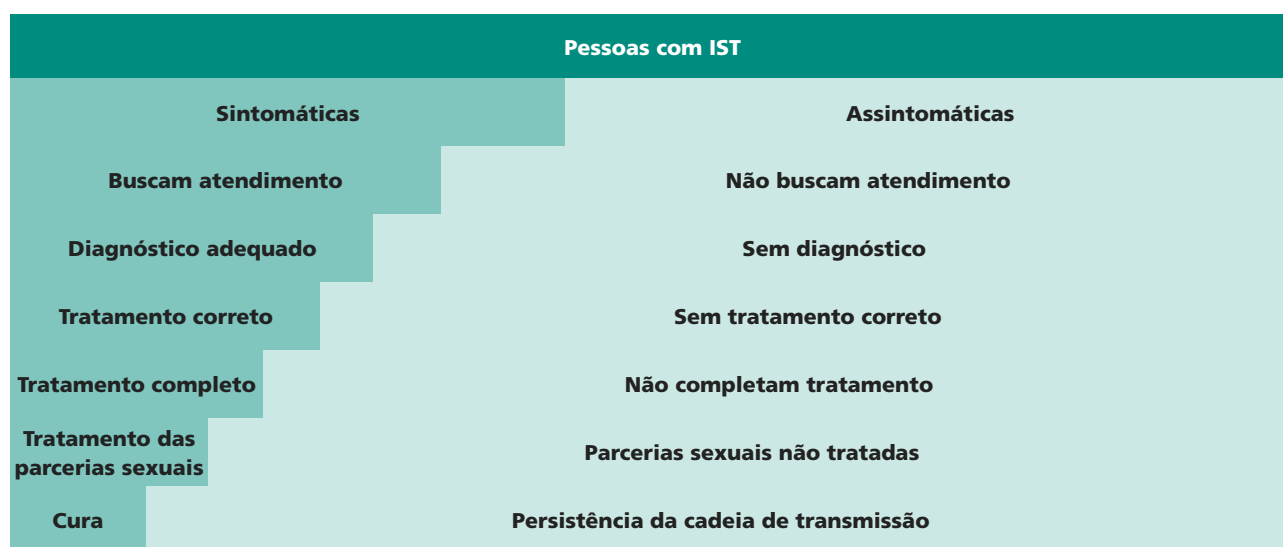 Pessoas com IST
Sintomáticas
Assintomáticas
Buscam atendimento
Não buscam atendimento
Diagnóstico adequado
Sem diagnóstico
Tratamento correto
Sem tratamento correto
Tratamento completo
Não completam tratamento
Tratamento das
parcerias sexuais
Parcerias sexuais não tratadas
Cura
Persistência da cadeia de transmissão